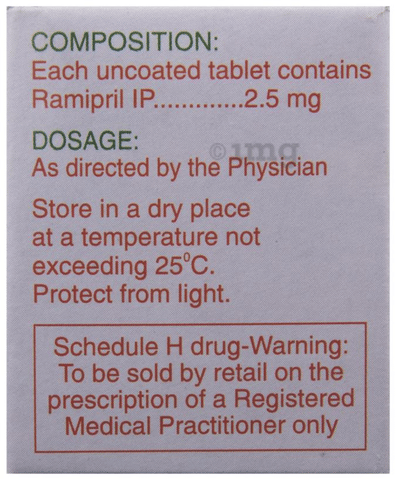 COMPOSITION:
Each uncoated tablet contains
Ramipril IP.............2.5 mg
DOSAGE:
©1mg
As directed by the Physician
Store in a dry place
at a temperature not
exceeding 25⁰C.
Protect from light.
Schedule H drug-Warning:
To be sold by retail on the
prescription of a Registered
Medical Practitioner only